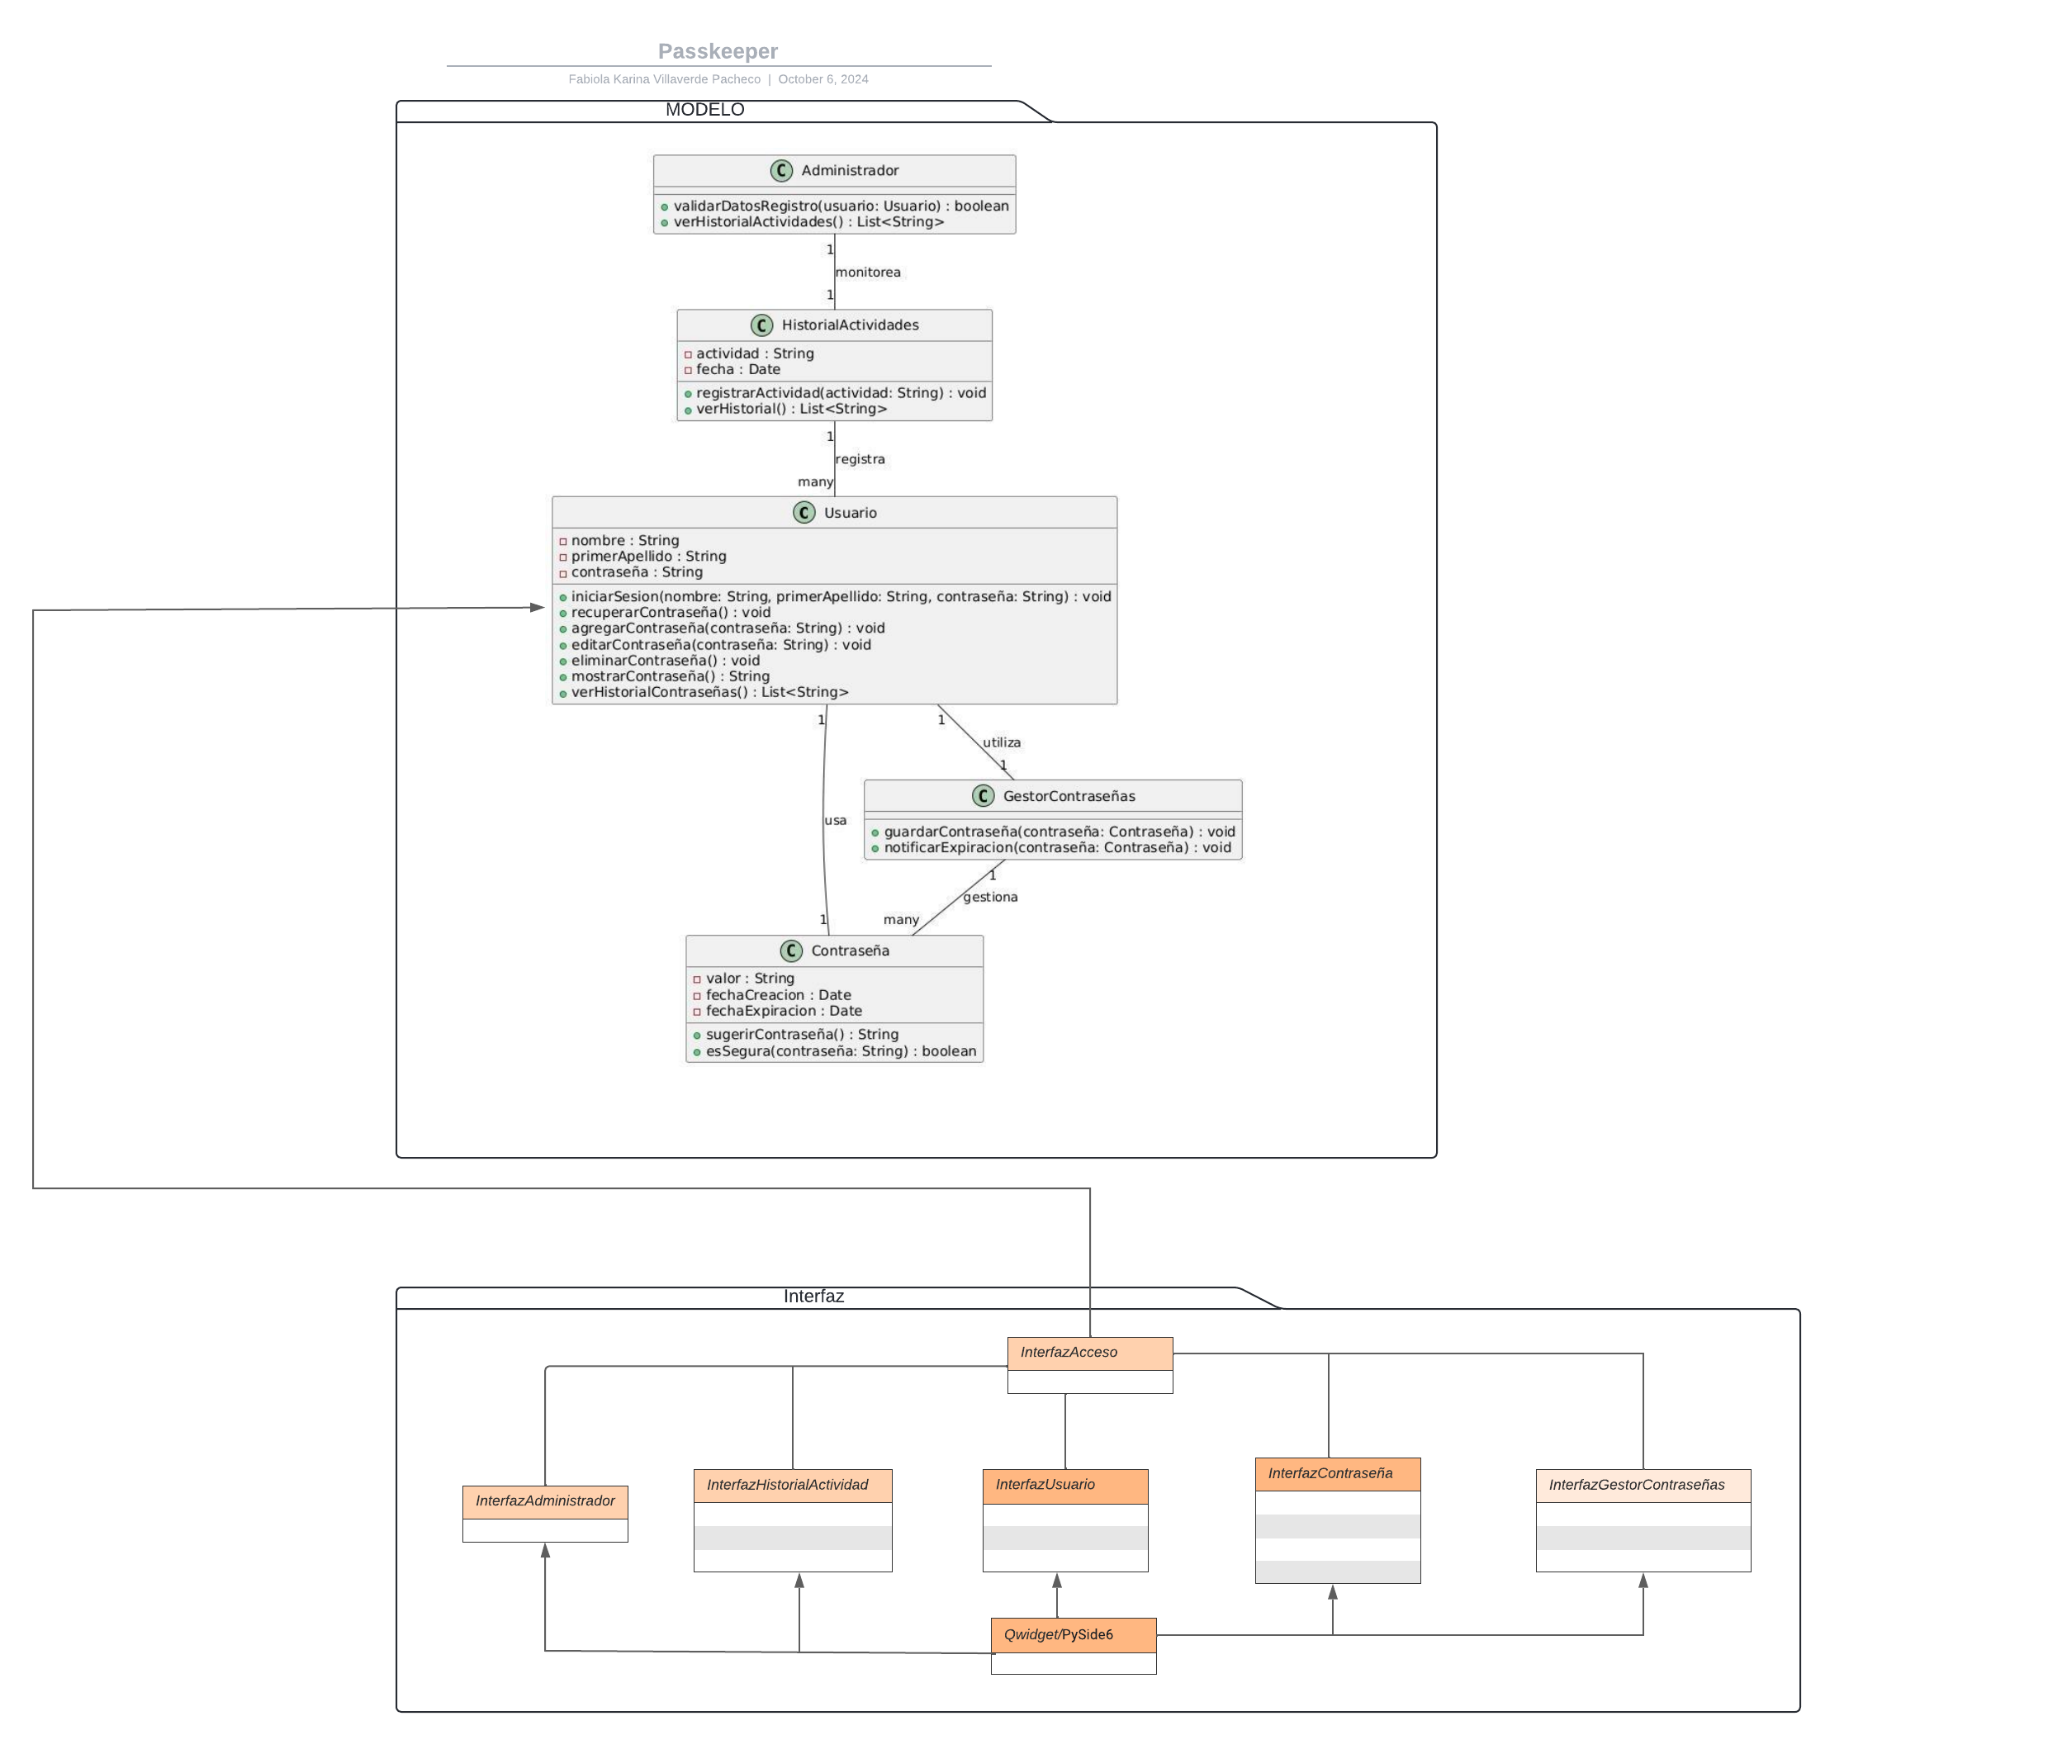 Passkeeper
Fabiola Karina Villaverde Pacheco | October 6, 2024
MODELO
C Administrador
validarDatosRegistro(usuario: Usuario) : boolean
verHistorialActividades() : List<String>
1
monitorea
1
C HistorialActividades
actividad : String
fecha : Date
registrarActividad(actividad: String) : void
verHistorial() : List<String>
1
registra
many
C Usuario
nombre : String
primerApellido : String
contraseña : String
iniciarSesion(nombre: String, primerApellido: String, contraseña: String) : void
recuperarContraseña() : void
agregarContraseña(contraseña: String) : void
editarContraseña(contraseña: String) : void
eliminarContraseña() : void
mostrarContraseña() : String
verHistorialContraseñas() : List<String>
1
1
utiliza
1
C GestorContraseñas
usa
guardarContraseña(contraseña: Contraseña) : void
notificarExpiracion(contraseña: Contraseña) : void
1
gestiona
1
many
C Contraseña
valor : String
fechaCreacion : Date
fechaExpiracion : Date
sugerirContraseña() : String
esSegura(contraseña: String) : boolean
Interfaz
InterfazAcceso
InterfazAdministrador
InterfazHistorialActividad
InterfazUsuario
InterfazContraseña
InterfazGestorContraseñas
Qwidget/PySide6